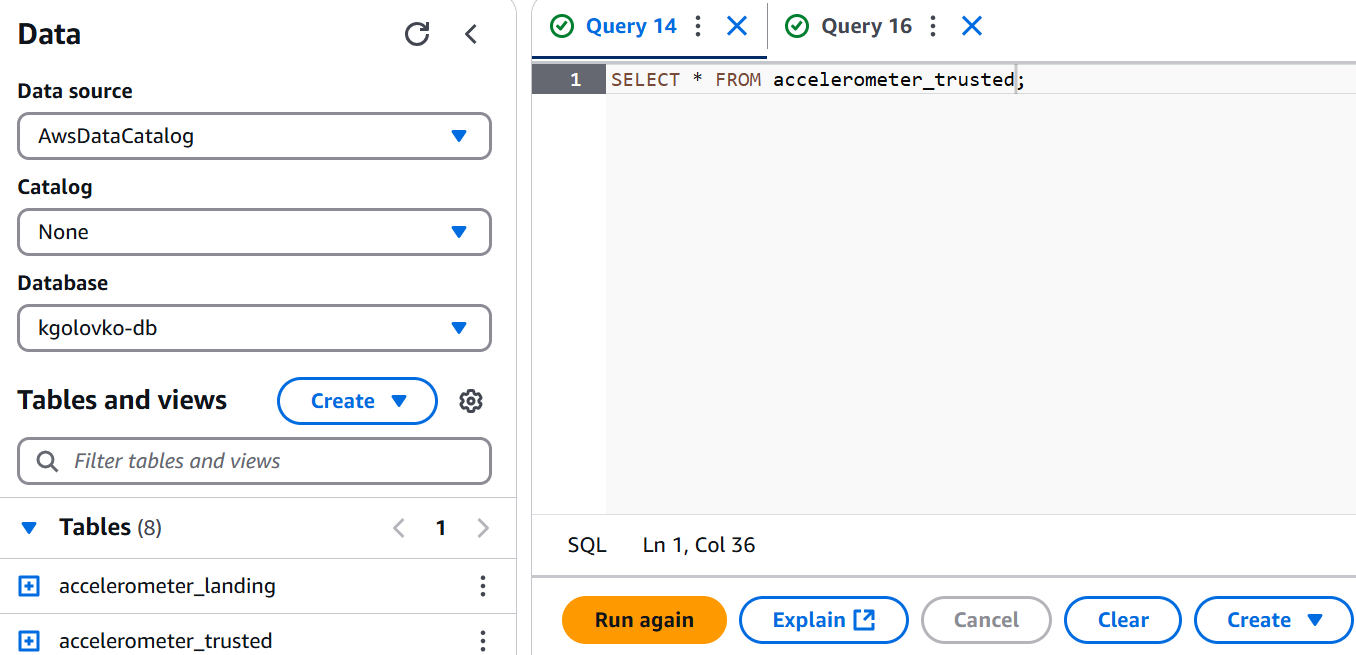 Data
Data source
AwsDataCatalog
Catalog
None
Database
kgolovko-db
Tables and views
Create
Filter tables and views
Tables (8)
1
accelerometer_landing
accelerometer_trusted
Query 14
Query 16
1 SELECT * FROM accelerometer_trusted;
SQL Ln 1, Col 36
Run again Explain Cancel Clear Create